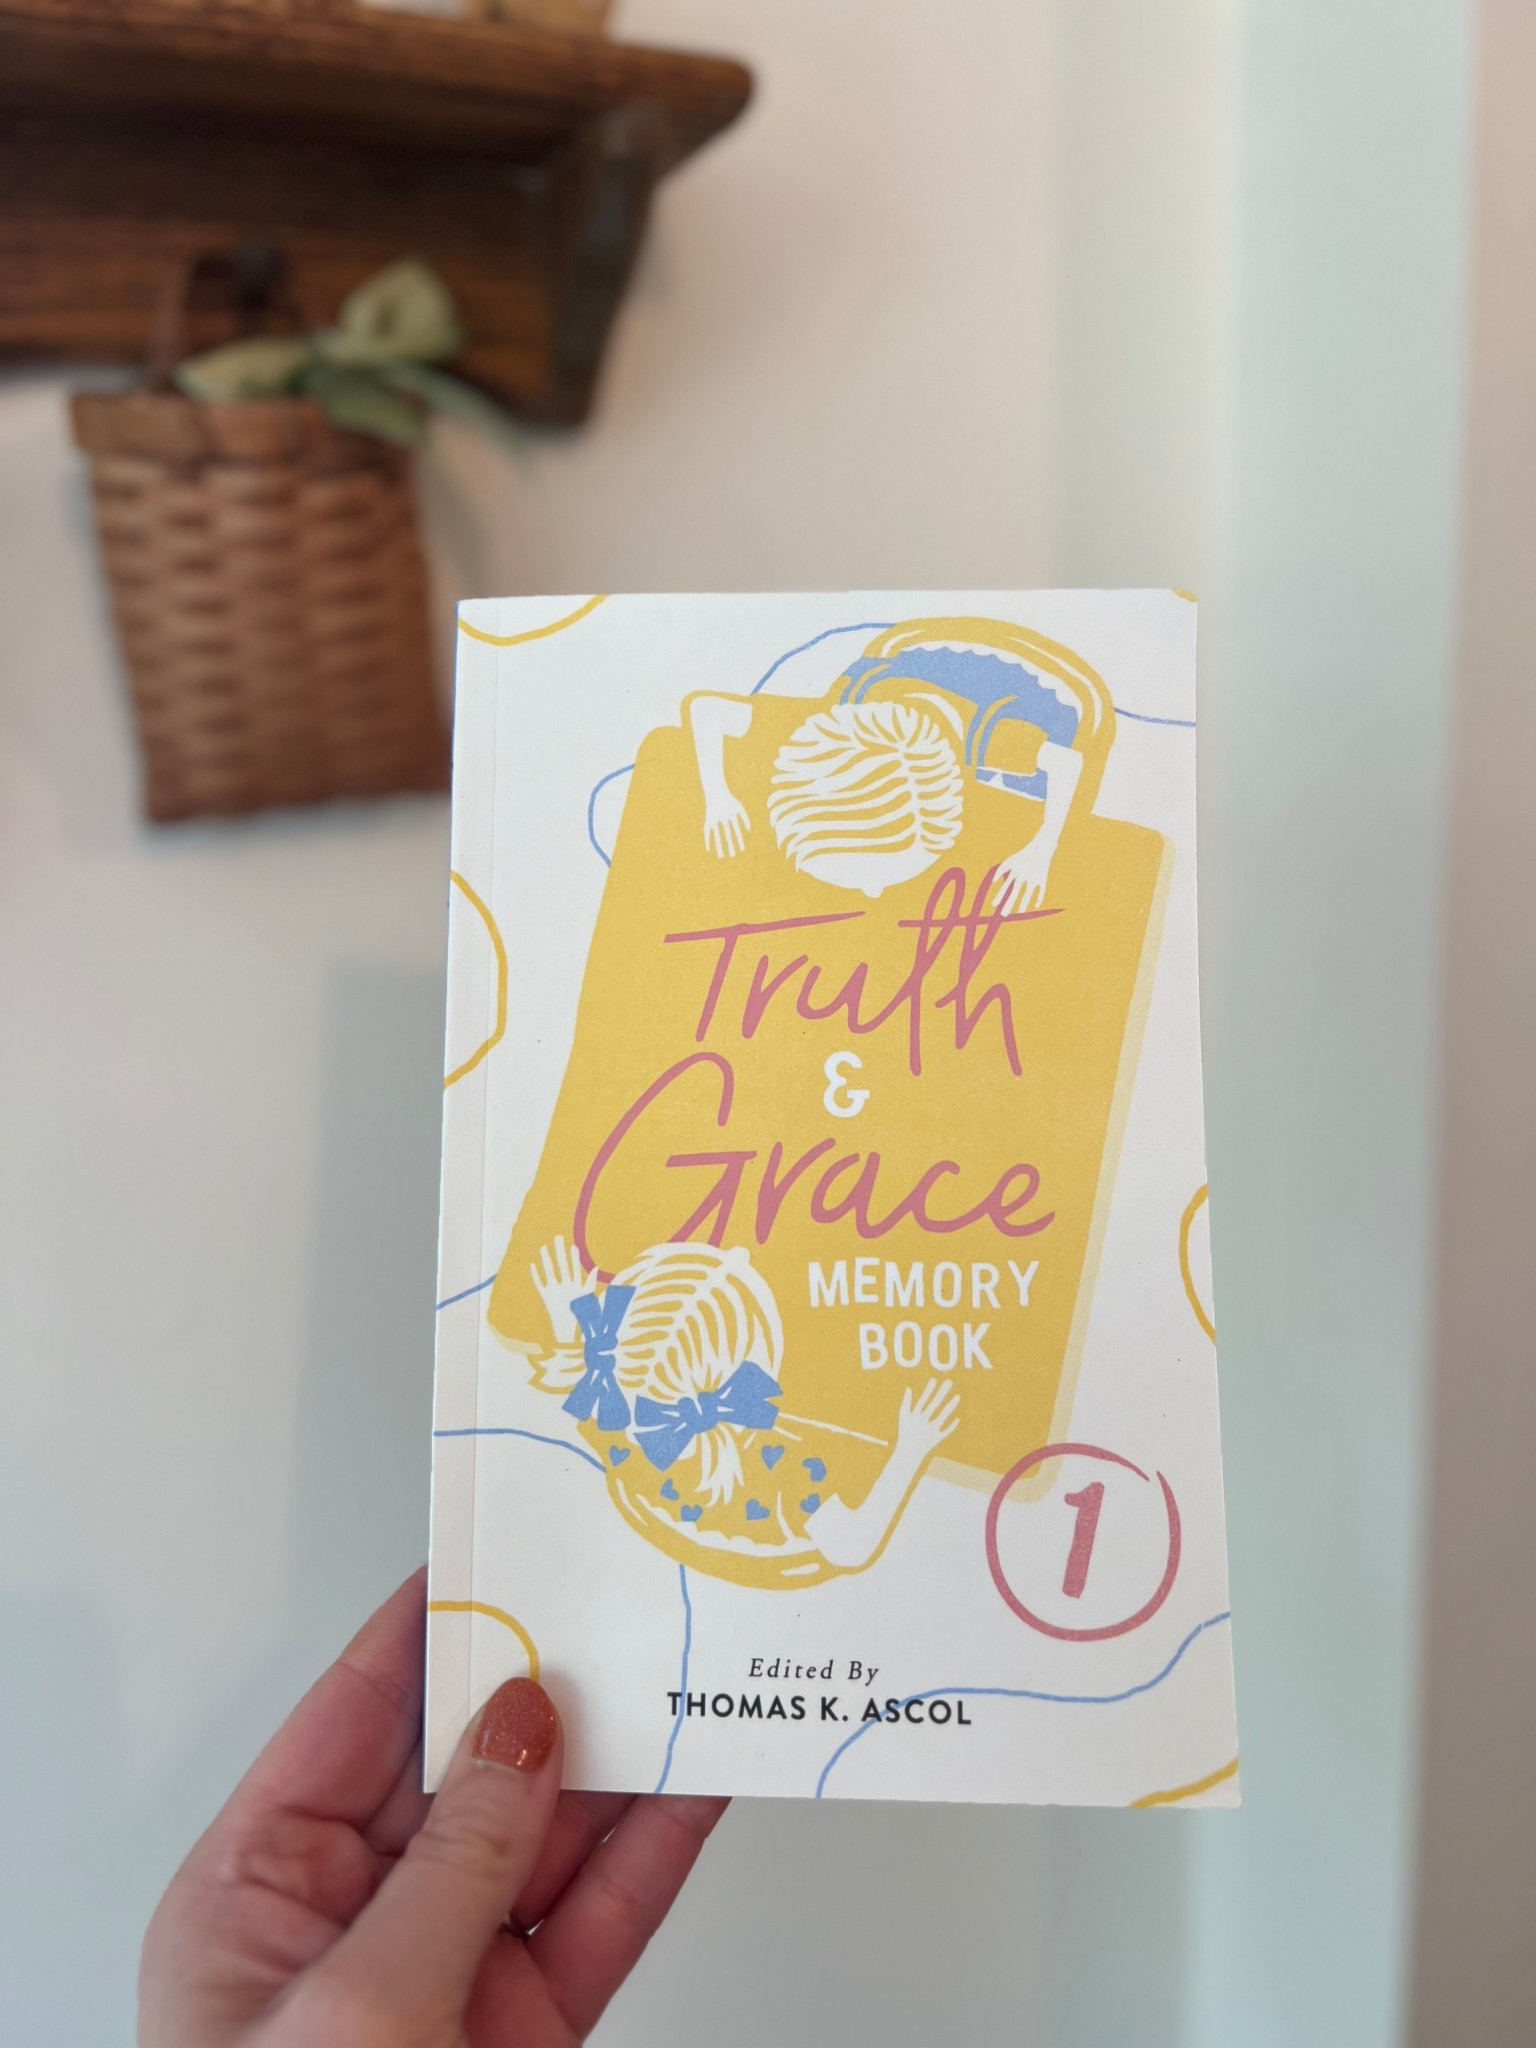 Truth
&
Grace
MEMORY
BOOK
1
Edited By
THOMAS K. ASCOL